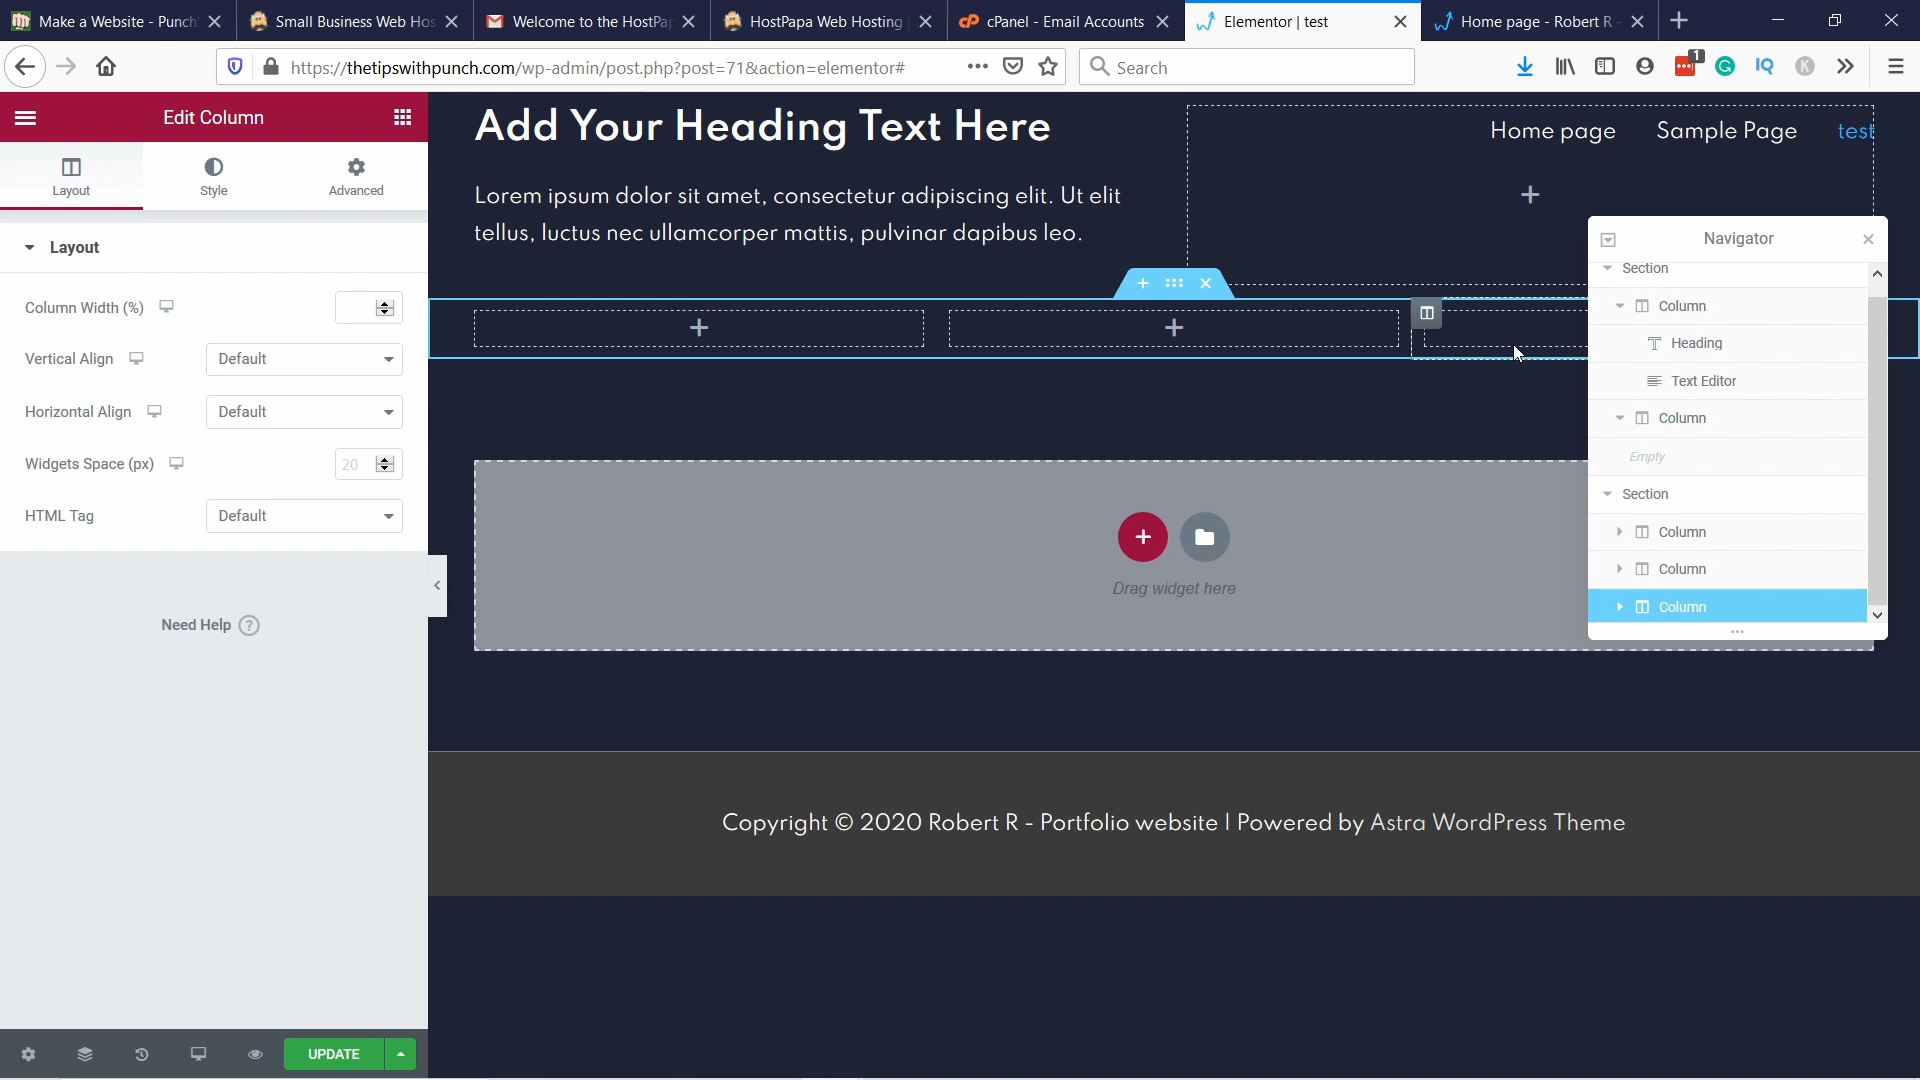 Make a Website - Punch
Small Business Web Hos
Welcome to the HostPa
HostPapa Web Hosting
cPanel - Email Accounts
Elementor | test
Home page - Robert R -
https://thetipswithpunch.com/wp-admin/post.php?post=71&action=elementor#
Search
1
Edit Column
Layout
Style
Advanced
Layout
Column Width (%)
Vertical Align
Default
Horizontal Align
Default
Widgets Space (px)
20
HTML Tag
Default
Need Help
UPDATE
Add Your Heading Text Here
Home page
Sample Page
test
Lorem ipsum dolor sit amet, consectetur adipiscing elit. Ut elit
tellus, luctus nec ullamcorper mattis, pulvinar dapibus leo.
Navigator
Section
Column
Heading
Text Editor
Column
Empty
Section
Column
Column
Column
Drag widget here
Copyright © 2020 Robert R - Portfolio website | Powered by Astra WordPress Theme